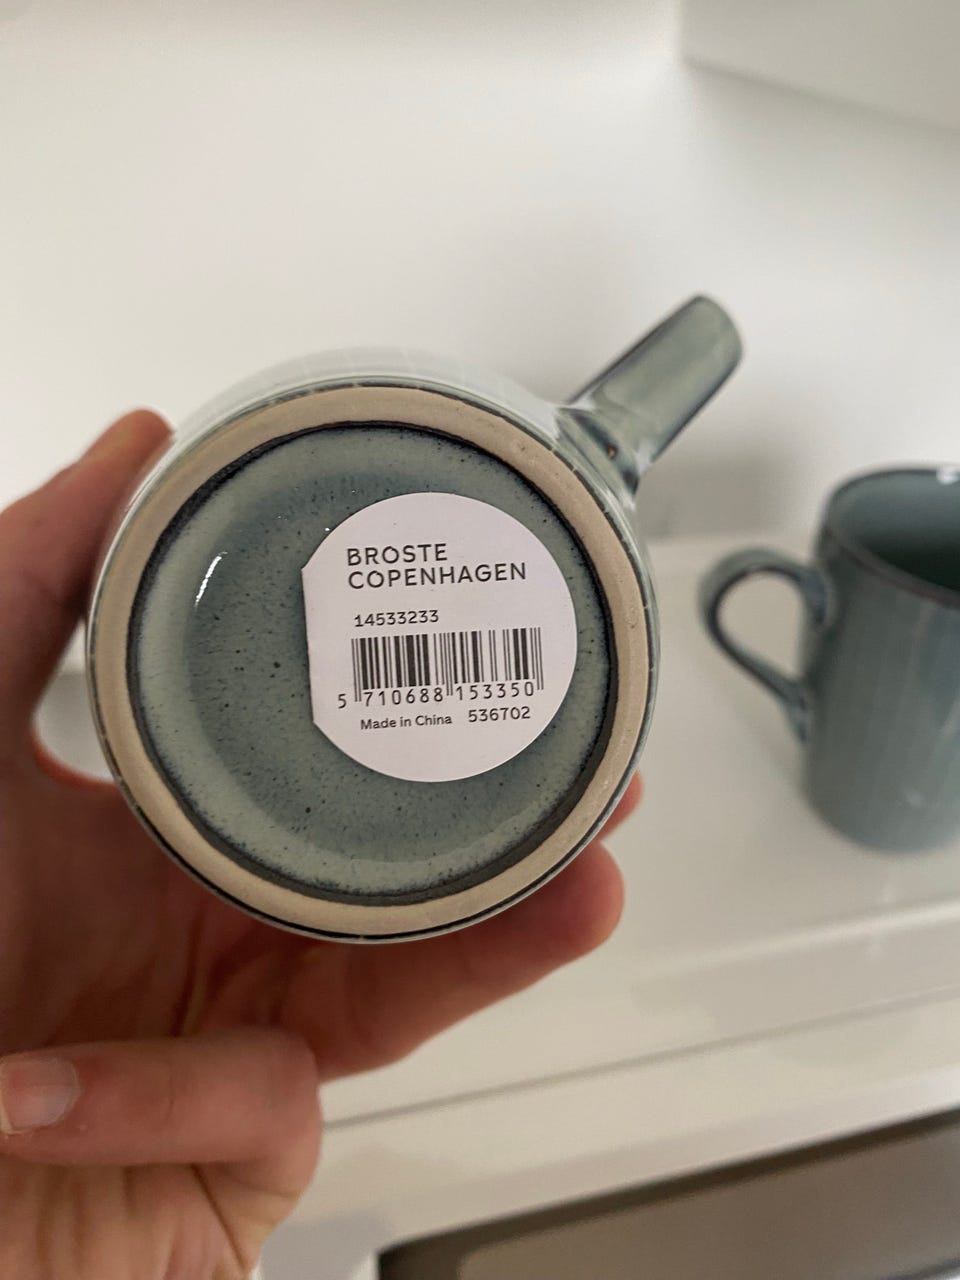 BROSTE
COPENHAGEN
14533233
5 710688 153350
Made in China 536702